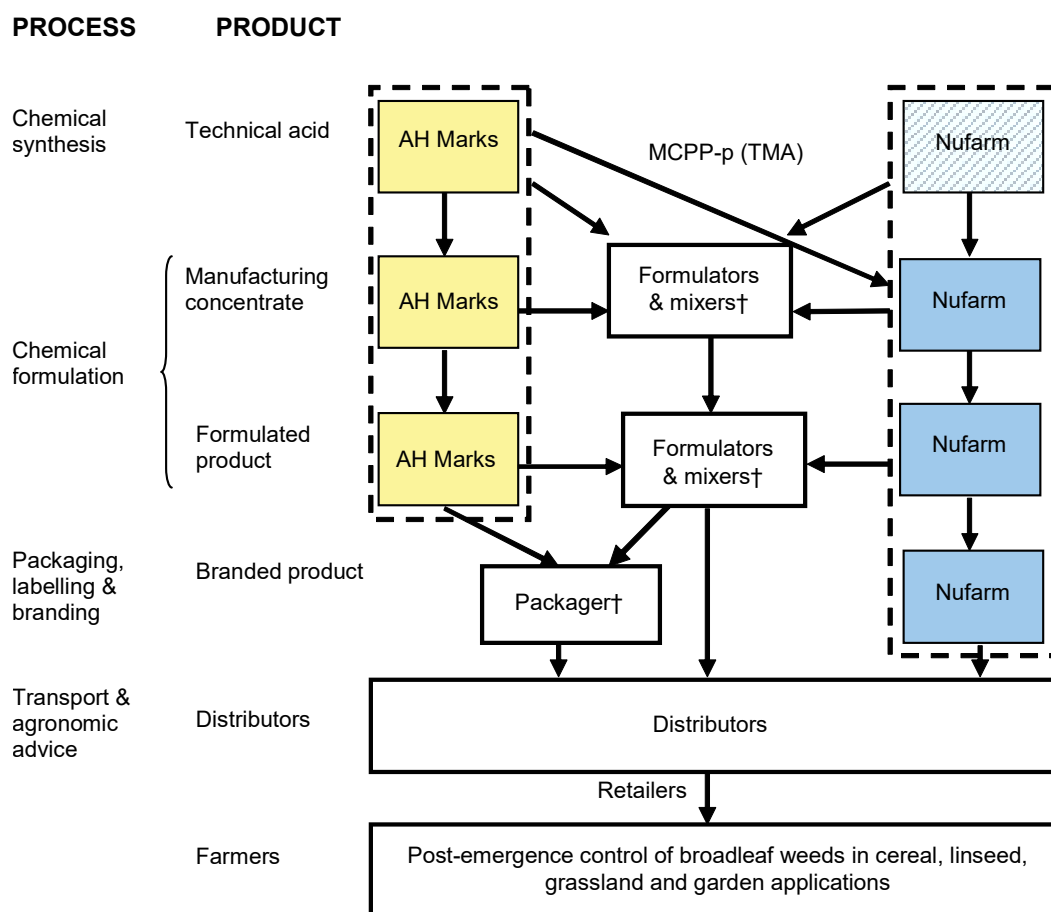 PROCESS PRODUCT
Chemical
synthesis
Technical acid
AH Marks
MCPP-p (TMA)
Nufarm
Manufacturing
concentrate
AH Marks
Formulators
& mixers†
Nufarm
Chemical
formulation
Formulated
product
AH Marks
Formulators
& mixers†
Nufarm
Packaging,
labelling &
branding
Branded product
Packager†
Nufarm
Transport &
agronomic
advice
Distributors
Distributors
Retailers
Farmers
Post-emergence control of broadleaf weeds in cereal, linseed,
grassland and garden applications